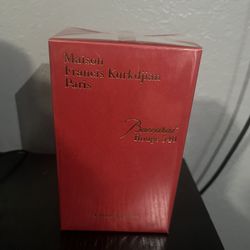 Maison
Francis Kurkdjian
Paris
Baccarat
Rouge 540